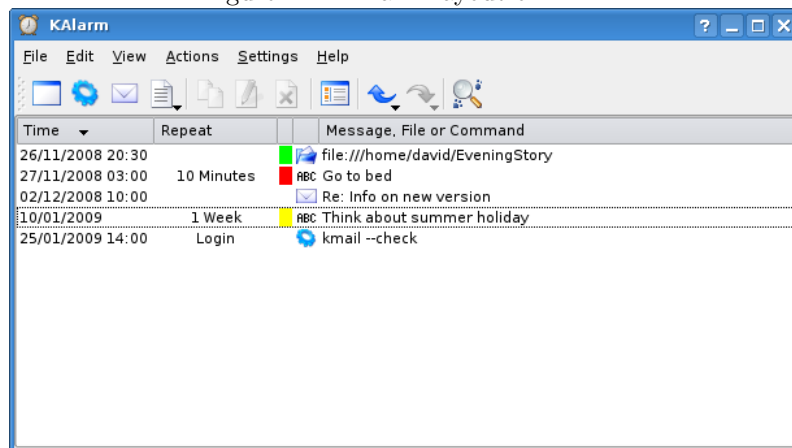 KAlarm
File Edit View Actions Settings Help
Time Repeat Message, File or Command
26/11/2008 20:30 file:///home/david/EveningStory
27/11/2008 03:00 10 Minutes ABC Go to bed
02/12/2008 10:00 Re: Info on new version
10/01/2009 1 Week ABC Think about summer holiday
25/01/2009 14:00 Login kmail --check